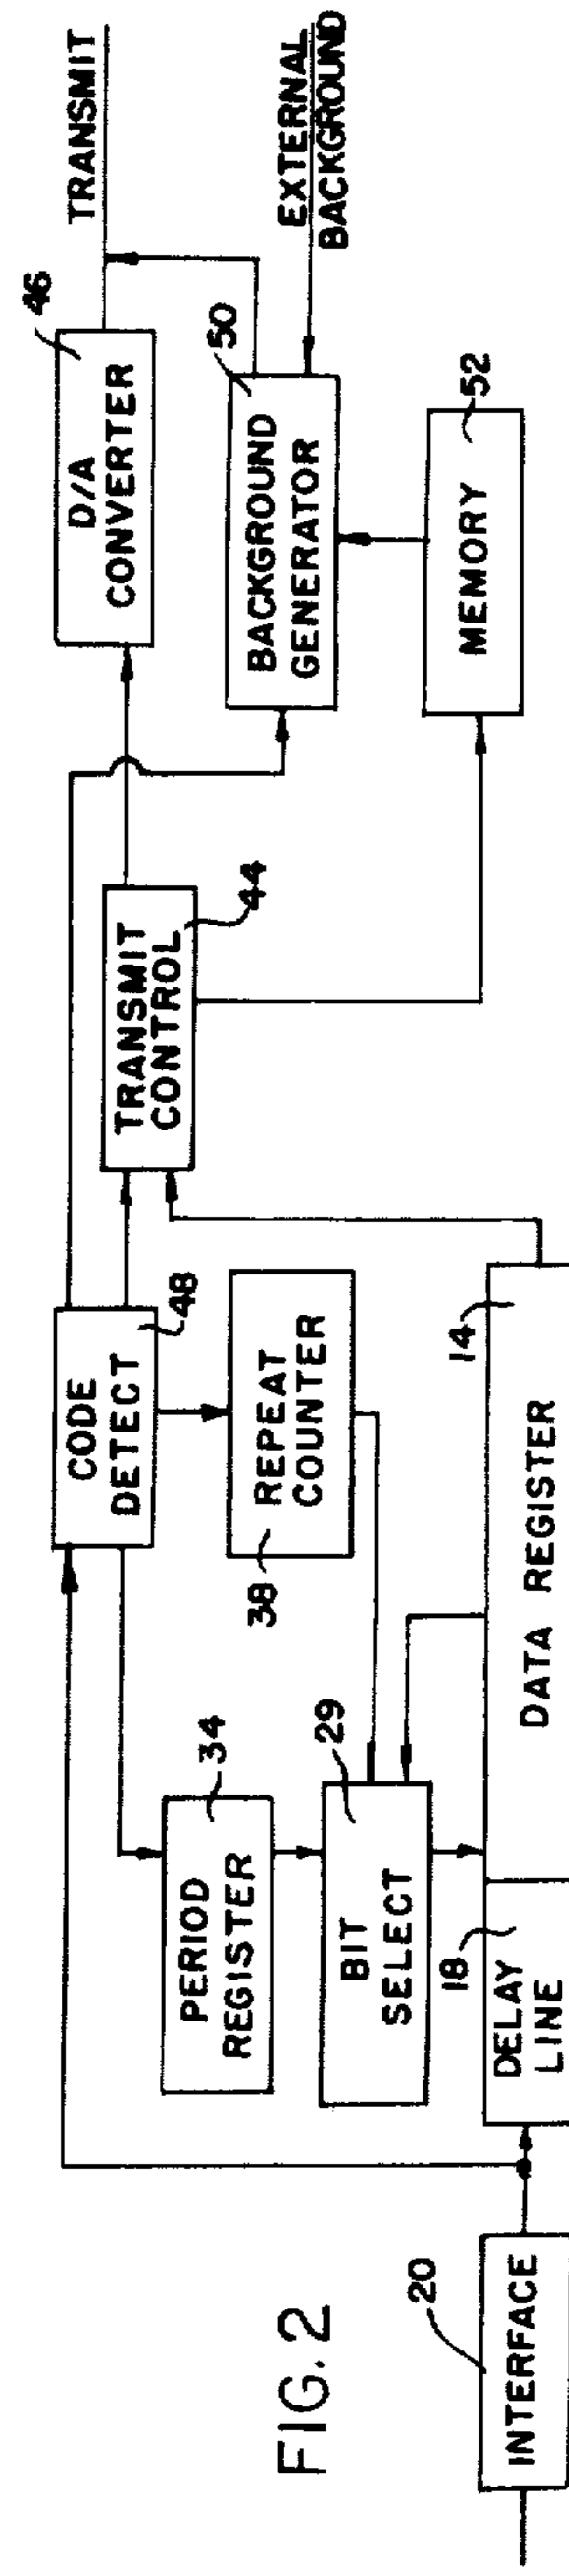 FIG. 2
INTERFACE
20
DELAY
LINE
18
DATA REGISTER
14
BIT
SELECT
29
PERIOD
REGISTER
34
REPEAT
COUNTER
38
CODE
DETECT
48
TRANSMIT
CONTROL
44
D/A
CONVERTER
46
BACKGROUND
GENERATOR
50
MEMORY
52
TRANSMIT
EXTERNAL
BACKGROUND